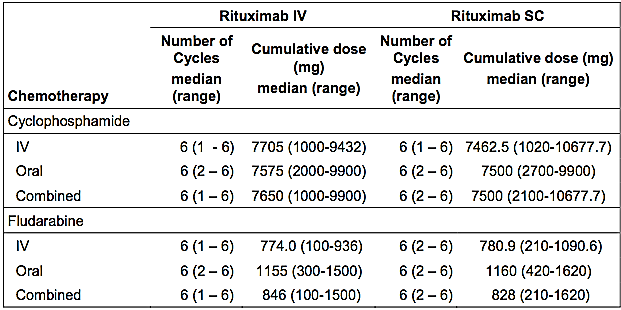 Rituximab IV Rituximab SC
Chemotherapy Number of Cycles median (range) Cumulative dose (mg) median (range) Number of Cycles median (range) Cumulative dose (mg) median (range)
Cyclophosphamide
IV 6 (1 - 6) 7705 (1000-9432) 6 (1 – 6) 7462.5 (1020-10677.7)
Oral 6 (2 – 6) 7575 (2000-9900) 6 (2 – 6) 7500 (2700-9900)
Combined 6 (1 – 6) 7650 (1000-9900) 6 (2 – 6) 7500 (2100-10677.7)
Fludarabine
IV 6 (1 – 6) 774.0 (100-936) 6 (2 – 6) 780.9 (210-1090.6)
Oral 6 (2 – 6) 1155 (300-1500) 6 (2 – 6) 1160 (420-1620)
Combined 6 (1 – 6) 846 (100-1500) 6 (2 – 6) 828 (210-1620)